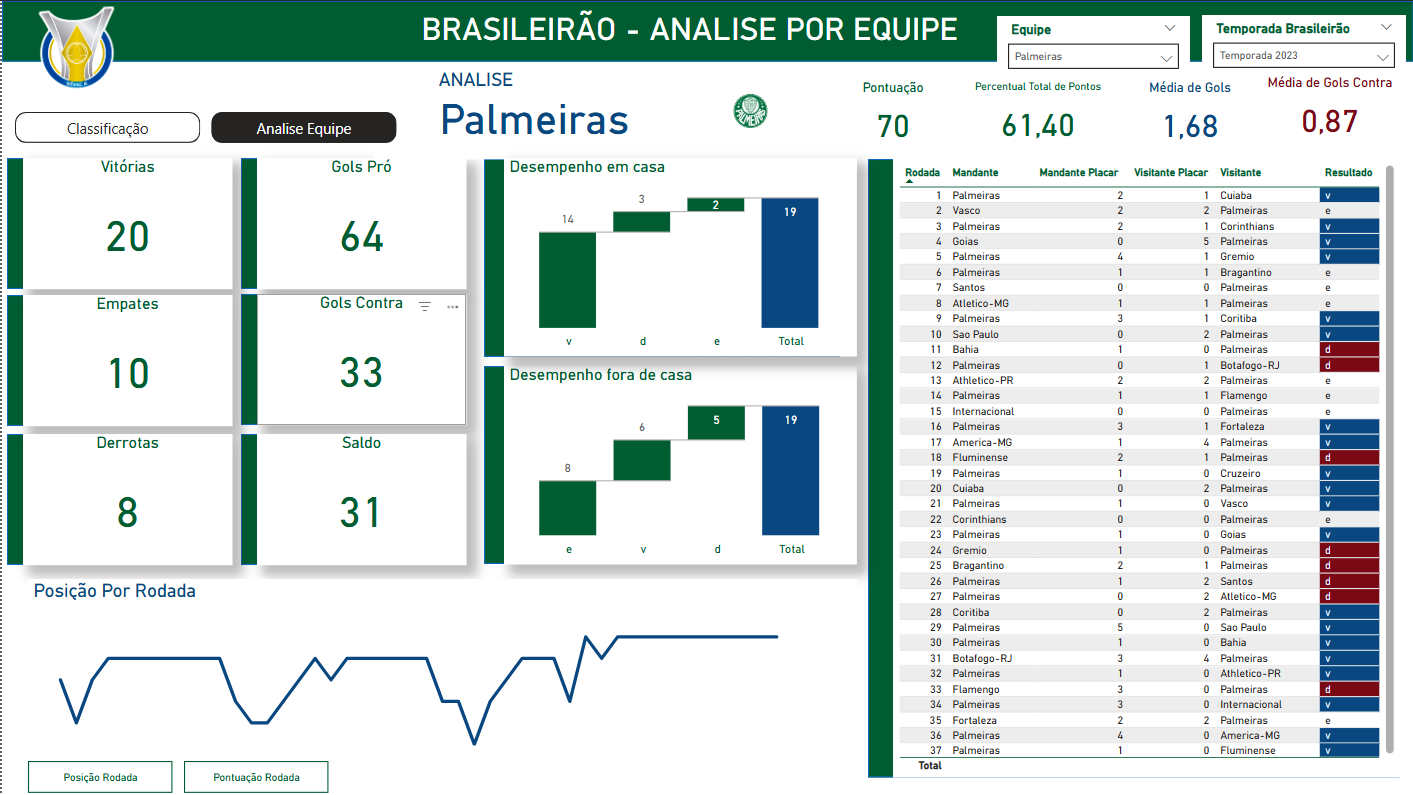 BRASILEIRÃO - ANALISE POR EQUIPE
Equipe
Palmeiras
Temporada Brasileirão
Temporada 2023
ANALISE
Palmeiras
PALMEIRAS
Classificação
Analise Equipe
Pontuação
70
Percentual Total de Pontos
61,40
Média de Gols
1,68
Média de Gols Contra
0,87
Vitórias
20
Gols Pró
64
Empates
10
Gols Contra
33
Derrotas
8
Saldo
31
Desempenho em casa
14
3
2
19
v d e Total
Desempenho fora de casa
8
6
5
19
e v d Total
Posição Por Rodada
Posição Rodada
Pontuação Rodada
Rodada Mandante Mandante Placar Visitante Placar Visitante Resultado
1 Palmeiras 2 1 Cuiaba v
2 Vasco 2 2 Palmeiras e
3 Palmeiras 2 1 Corinthians v
4 Goias 0 5 Palmeiras v
5 Palmeiras 4 1 Gremio v
6 Palmeiras 1 1 Bragantino e
7 Santos 0 0 Palmeiras e
8 Atletico-MG 1 1 Palmeiras e
9 Palmeiras 3 1 Coritiba v
10 Sao Paulo 0 2 Palmeiras v
11 Bahia 1 0 Palmeiras d
12 Palmeiras 0 1 Botafogo-RJ d
13 Athletico-PR 2 2 Palmeiras e
14 Palmeiras 1 1 Flamengo e
15 Internacional 0 0 Palmeiras e
16 Palmeiras 3 1 Fortaleza v
17 America-MG 1 4 Palmeiras v
18 Fluminense 2 1 Palmeiras d
19 Palmeiras 1 0 Cruzeiro v
20 Cuiaba 0 2 Palmeiras v
21 Palmeiras 1 0 Vasco v
22 Corinthians 0 0 Palmeiras e
23 Palmeiras 1 0 Goias v
24 Gremio 1 0 Palmeiras d
25 Bragantino 2 1 Palmeiras d
26 Palmeiras 1 2 Santos d
27 Palmeiras 0 2 Atletico-MG d
28 Coritiba 0 2 Palmeiras v
29 Palmeiras 5 0 Sao Paulo v
30 Palmeiras 1 0 Bahia v
31 Botafogo-RJ 3 4 Palmeiras v
32 Palmeiras 1 0 Athletico-PR v
33 Flamengo 3 0 Palmeiras d
34 Palmeiras 3 0 Internacional v
35 Fortaleza 2 2 Palmeiras e
36 Palmeiras 4 0 America-MG v
37 Palmeiras 1 0 Fluminense v
Total